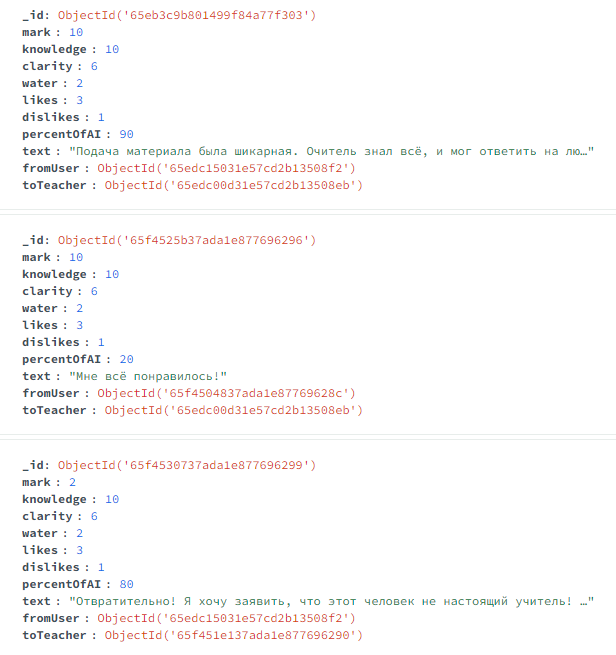 _id: ObjectId('65eb3c9b801499f84a77f303')
mark : 10
knowledge : 10
clarity : 6
water : 2
likes : 3
dislikes : 1
percentOfAI : 90
text : "Подача материала была шикарная. Очитель знал всё, и мог ответить на лю…"
fromUser : ObjectId('65edc15031e57cd2b13508f2')
toTeacher : ObjectId('65edc00d31e57cd2b13508eb')
_id: ObjectId('65f4525b37ada1e877696296')
mark : 10
knowledge : 10
clarity : 6
water : 2
likes : 3
dislikes : 1
percentOfAI : 20
text : "Мне всё понравилось!"
fromUser : ObjectId('65f4504837ada1e87769628c')
toTeacher : ObjectId('65edc00d31e57cd2b13508eb')
_id: ObjectId('65f4530737ada1e877696299')
mark : 2
knowledge : 10
clarity : 6
water : 2
likes : 3
dislikes : 1
percentOfAI : 80
text : "Отвратительно! Я хочу заявить, что этот человек не настоящий учитель! …"
fromUser : ObjectId('65edc15031e57cd2b13508f2')
toTeacher : ObjectId('65f451e137ada1e877696290')